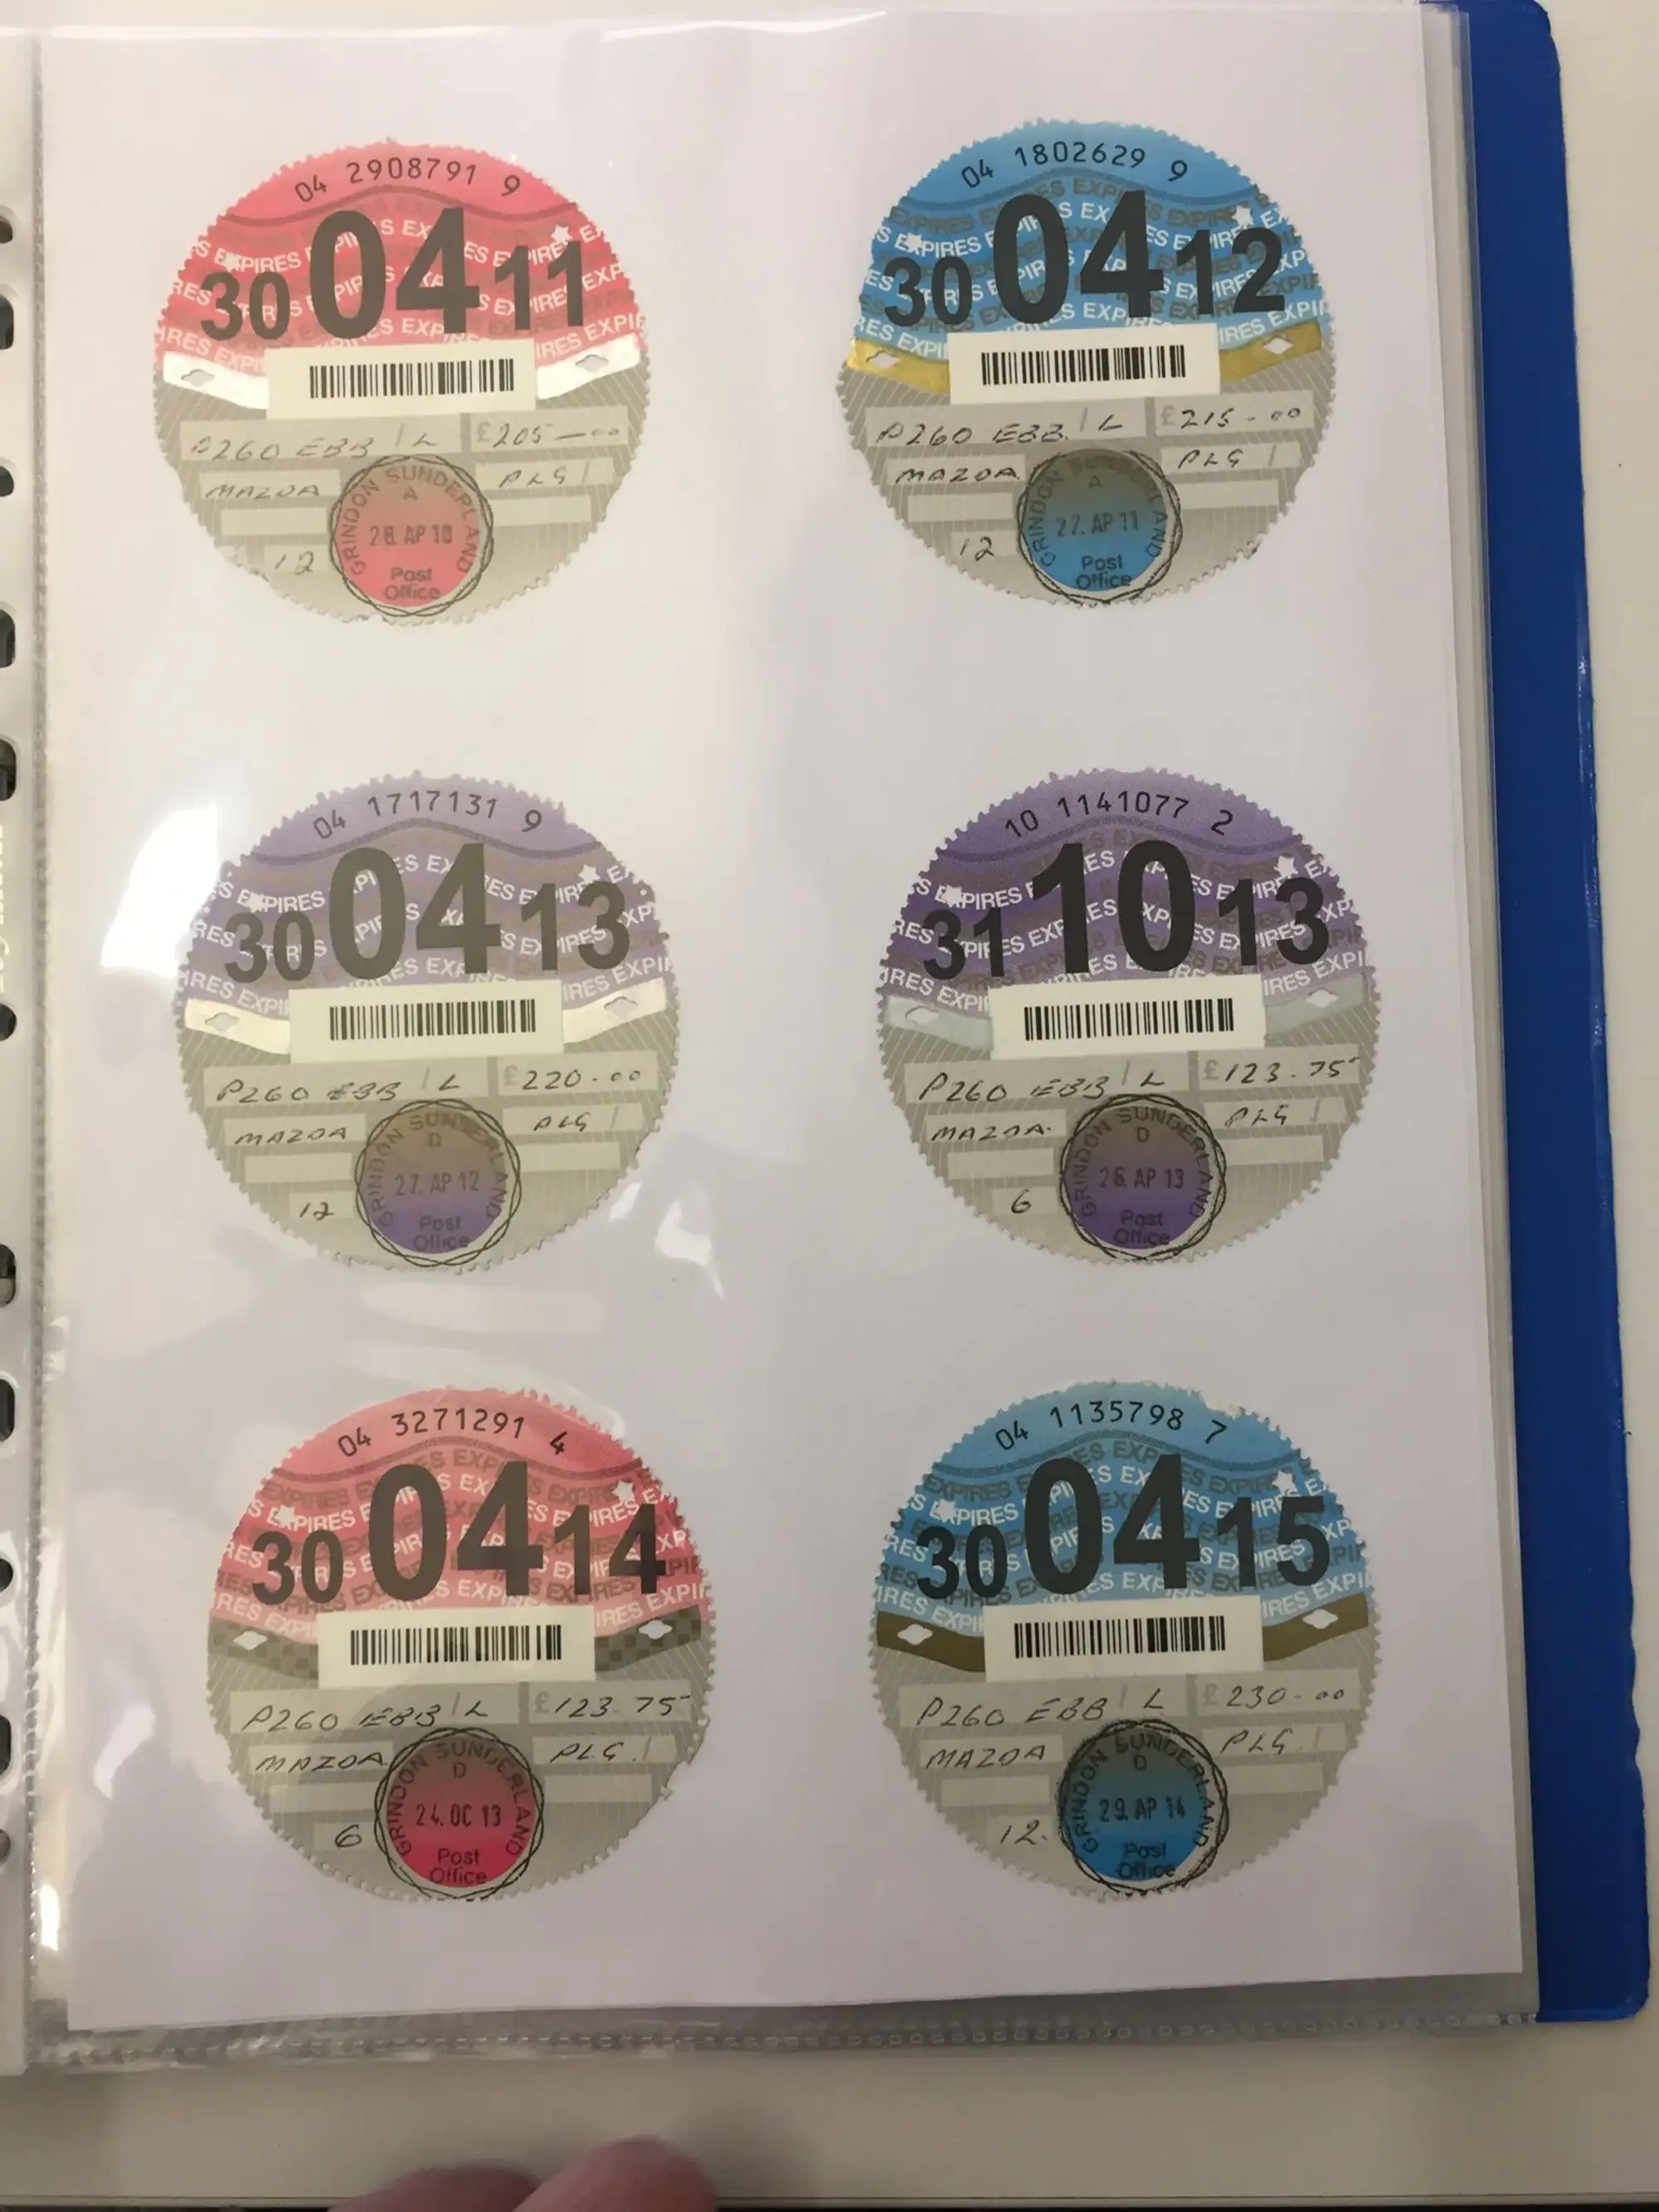 04 2908791 9
30 04 11
P260 EBB L £205-00
MAZDA PLG
GRINDON SUNDERLAND
A
28. AP 10
12
Post
Office
04 1802629 9
30 04 12
P260 EBB. L £215-00
MAZDA PLG
GRINDON SUNDERLAND
A
27. AP 11
12
Post
Office
04 1717131 9
30 04 13
P260 EBB L £220-00
MAZDA PLG
GRINDON SUNDERLAND
D
27. AP 12
12
Post
Office
10 1141077 2
31 10 13
P260 EBB L £123.75
MAZDA. PLG
GRINDON SUNDERLAND
D
26. AP 13
6
Post
Office
04 3271291 4
30 04 14
P260 EBB L £123.75
MAZDA PLG.
GRINDON SUNDERLAND
D
24. OC 13
6
Post
Office
04 1135798 7
30 04 15
P260 EBB L £230-00
MAZDA PLG.
GRINDON SUNDERLAND
D
29. AP 14
12.
Post
Office